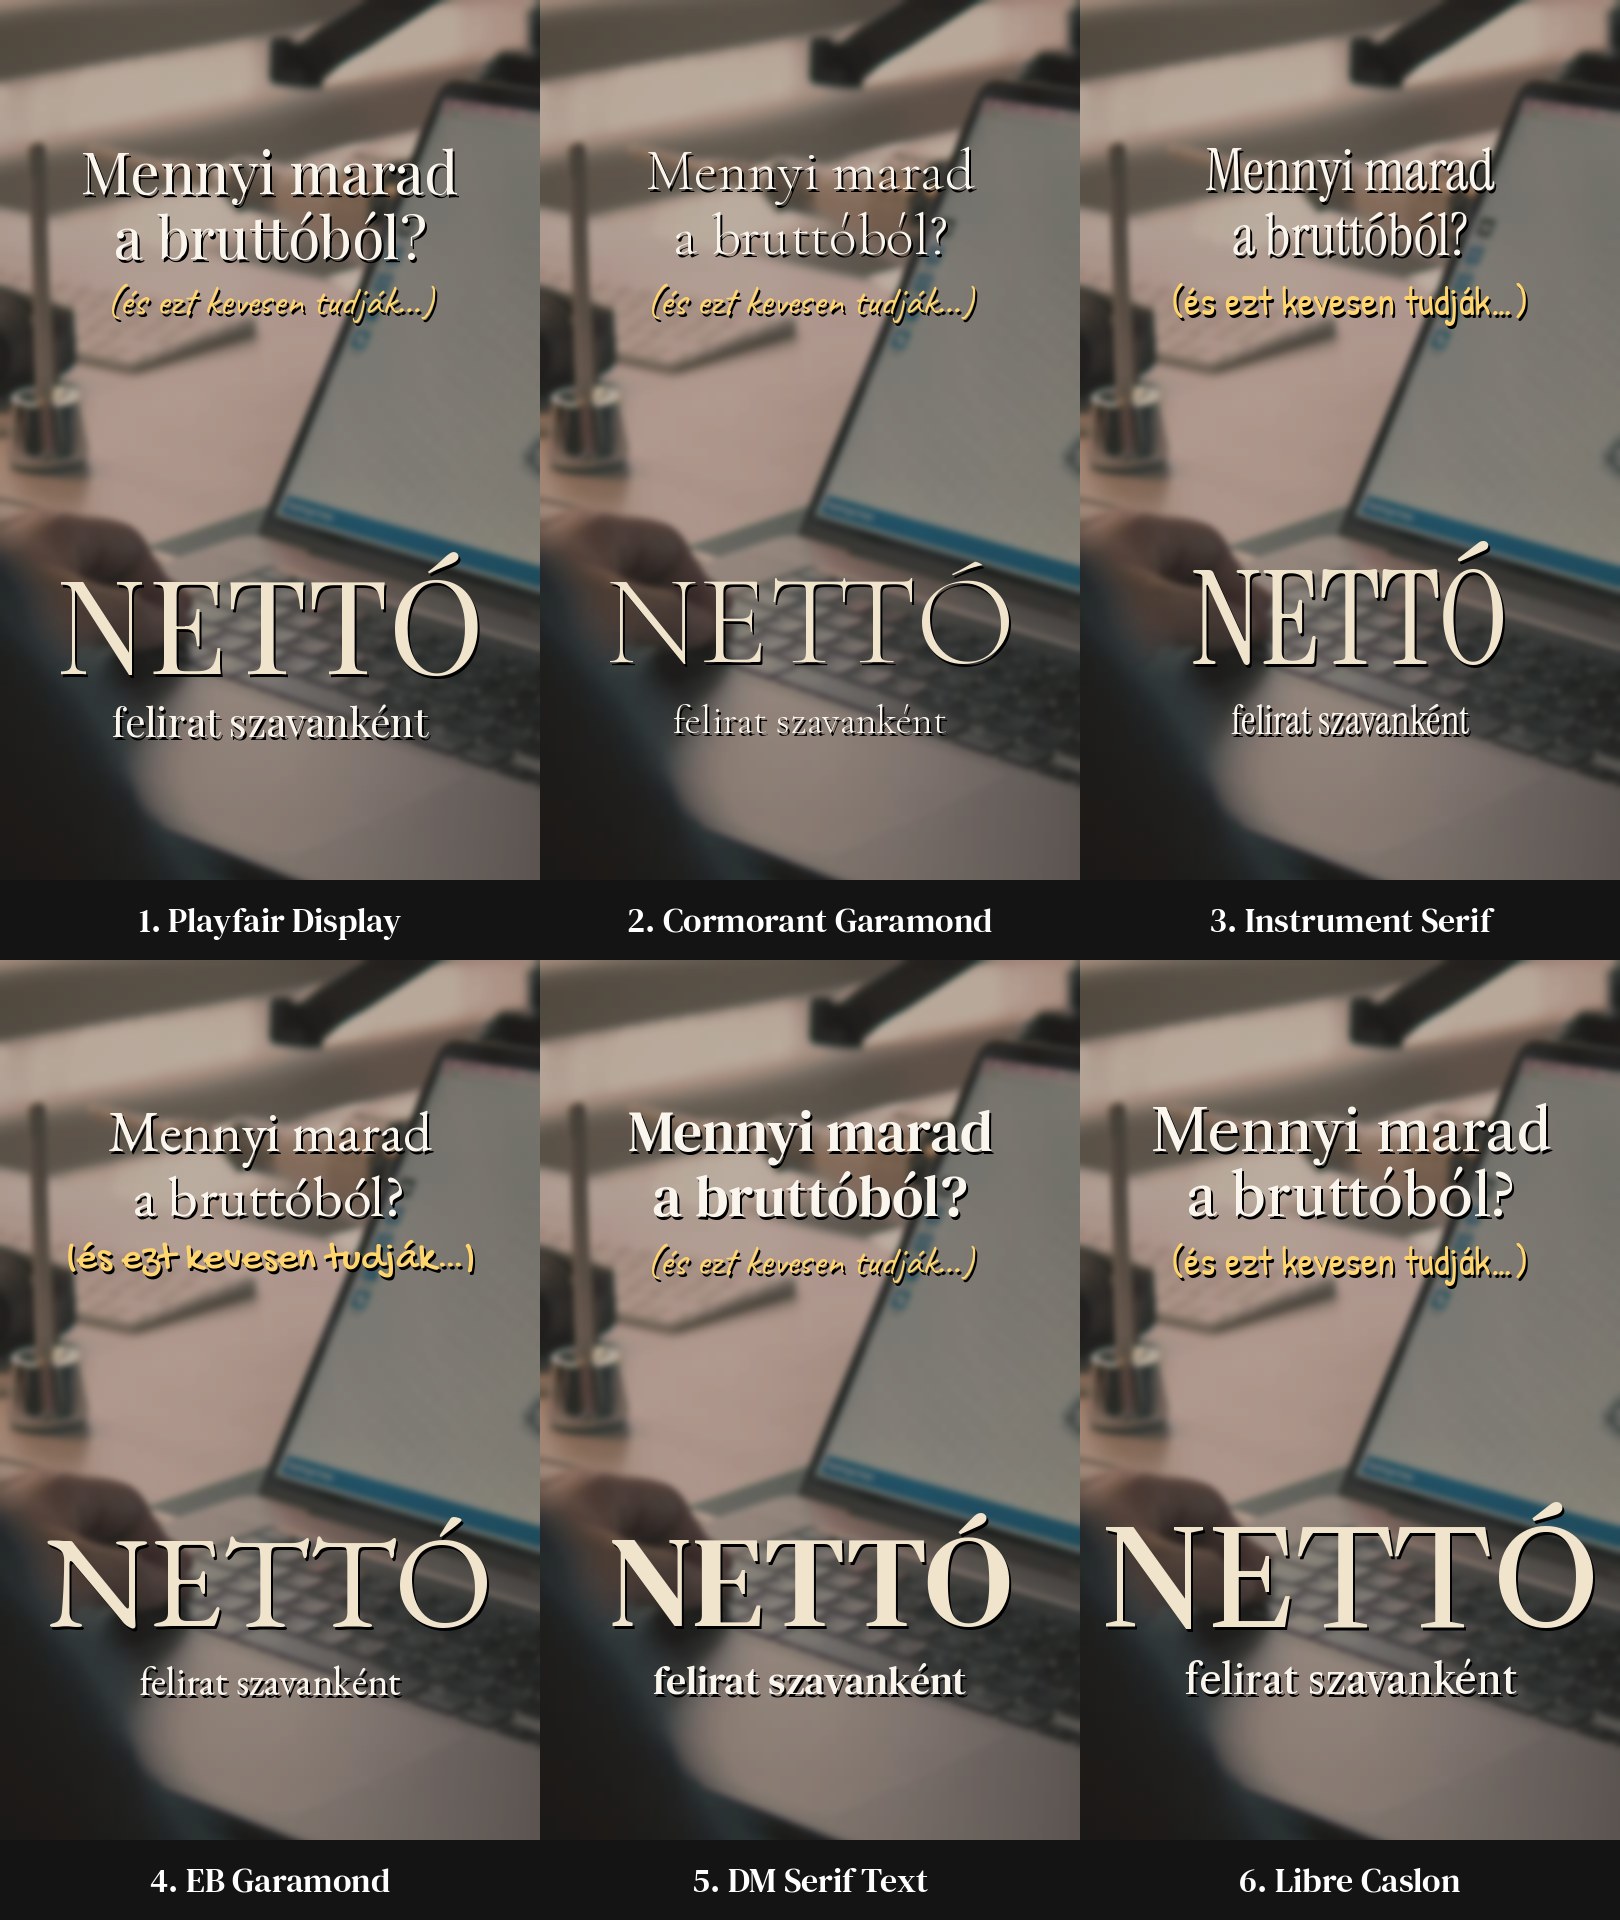 Mennyi marad
a bruttóból?
(és ezt kevesen tudják...)
NETTÓ
felirat szavanként
1. Playfair Display
Mennyi marad
a bruttóból?
(és ezt kevesen tudják...)
NETTÓ
felirat szavanként
2. Cormorant Garamond
Mennyi marad
a bruttóból?
(és ezt kevesen tudják...)
NETTÓ
felirat szavanként
3. Instrument Serif
Mennyi marad
a bruttóból?
(és ezt kevesen tudják...)
NETTÓ
felirat szavanként
4. EB Garamond
Mennyi marad
a bruttóból?
(és ezt kevesen tudják...)
NETTÓ
felirat szavanként
5. DM Serif Text
Mennyi marad
a bruttóból?
(és ezt kevesen tudják...)
NETTÓ
felirat szavanként
6. Libre Caslon